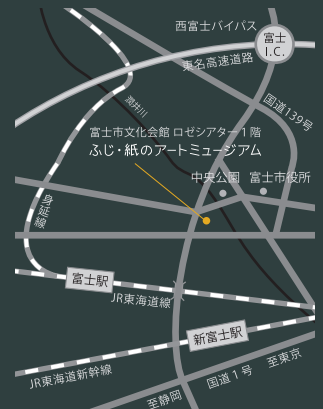 西富士バイパス
富士
I.C.
東名高速道路
国道139号
潤井川
富士市文化会館 ロゼシアター1階
ふじ・紙のアートミュージアム
中央公園
富士市役所
身延線
富士駅
JR東海道線
新富士駅
JR東海道新幹線
至静岡
国道1号
至東京